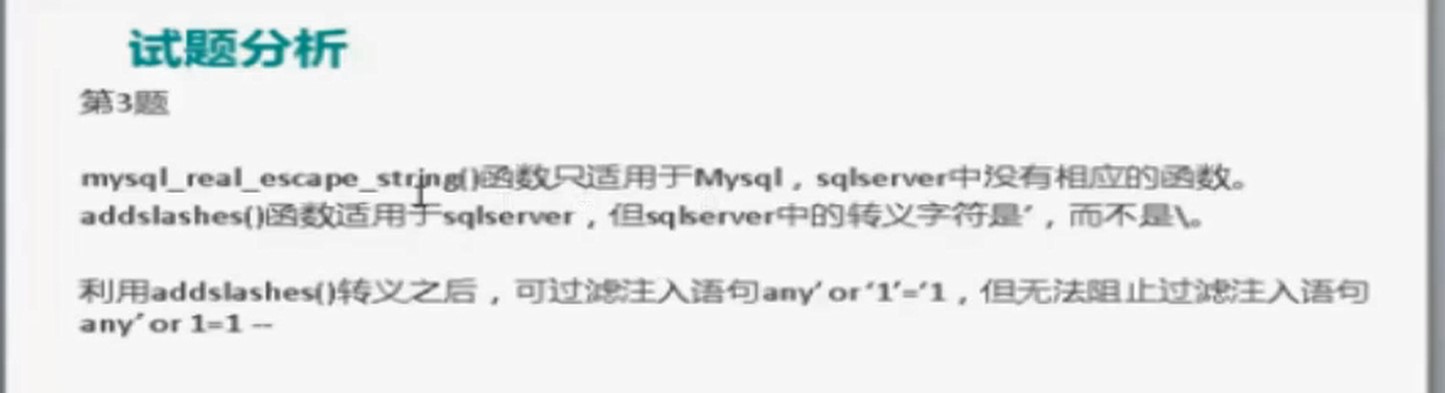 试题分析
第3题
mysql_real_escape_string()函数只适用于Mysql，sqlserver中没有相应的函数。
addslashes()函数适用于sqlserver，但sqlserver中的转义字符是’，而不是\。
利用addslashes()转义之后，可过滤注入语句any’ or ‘1’=’1，但无法阻止过滤注入语句
any’ or 1=1 --